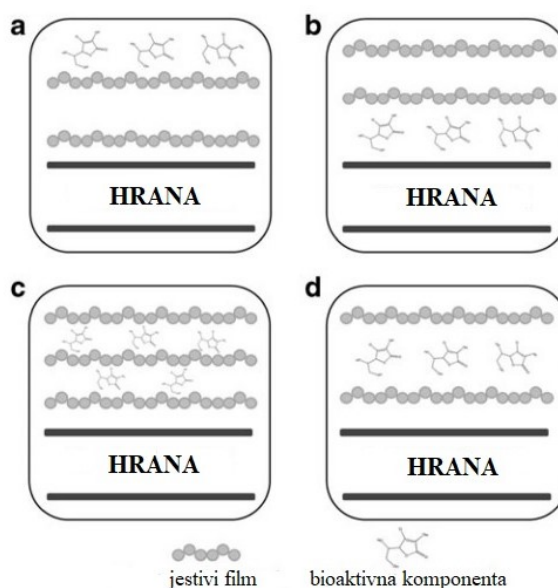 a
b
HRANA
HRANA
c
d
HRANA
HRANA
jestivi film
bioaktivna komponenta